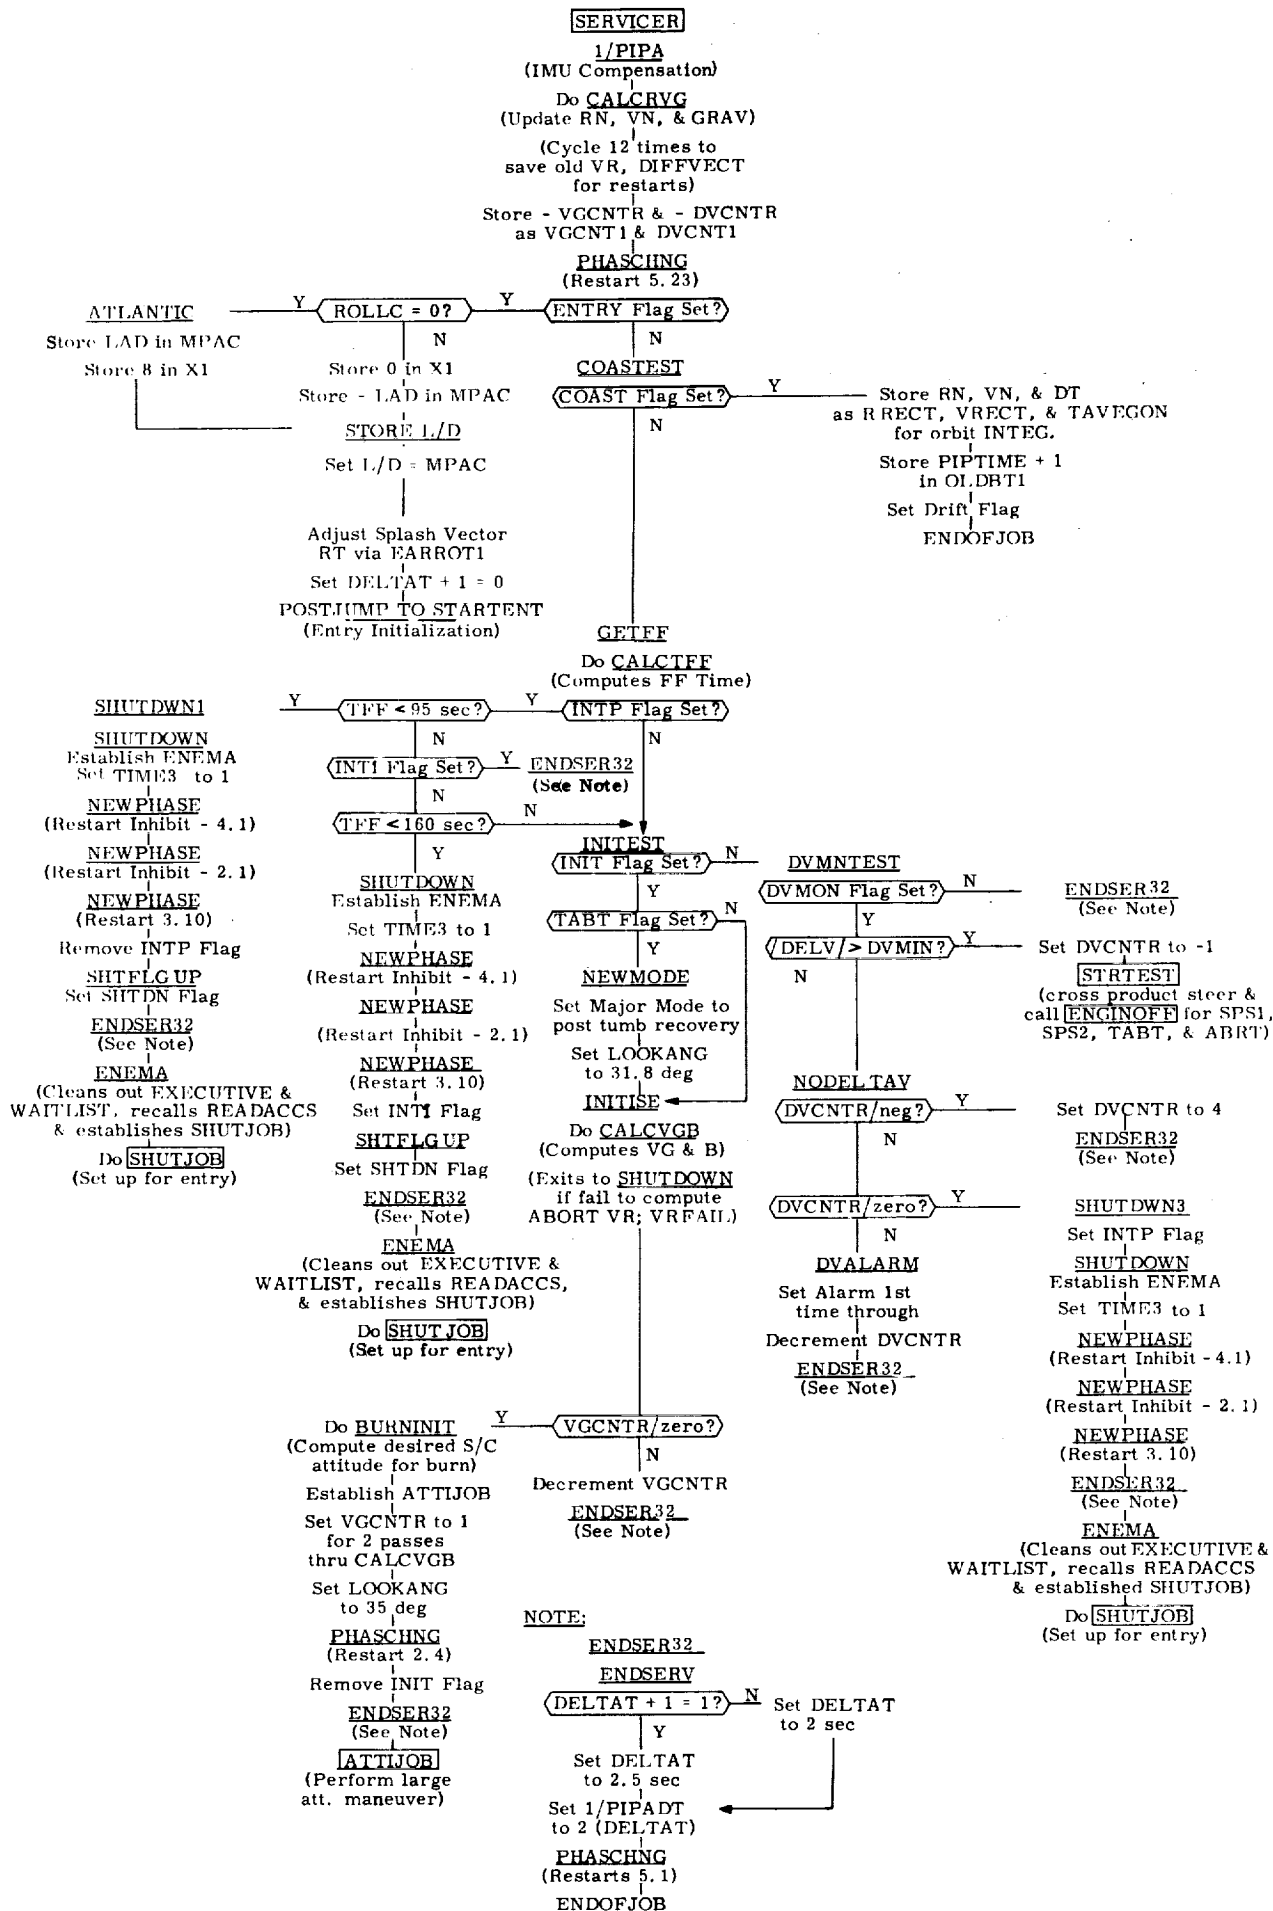 SERVICER
1/PIPA
(IMU Compensation)
Do CALCRVG
(Update RN, VN, & GRAV)
(Cycle 12 times to
save old VR, DIFFVECT
for restarts)
Store - VGCNTR & - DVCNTR
as VGCNT1 & DVCNT1
PHASCHNG
(Restart 5.23)
ENTRY Flag Set?
Y
N
ROLLC = 0?
Y
N
ATLANTIC
Store LAD in MPAC
Store 8 in X1
Store 0 in X1
Store - LAD in MPAC
STORE L/D
Set L/D = MPAC
Adjust Splash Vector
RT via EARROT1
Set DELTAT + 1 = 0
POSTJUMP TO STARTENT
(Entry Initialization)
COASTEST
COAST Flag Set?
Y
N
Store RN, VN, & DT
as RRECT, VRECT, & TAVEGON
for orbit INTEG.
Store PIPTIME + 1
in OLDBT1
Set Drift Flag
ENDOFJOB
GETFF
Do CALCTFF
(Computes FF Time)
INTP Flag Set?
Y
N
TFF < 95 sec?
Y
N
SHUTDWN1
SHUTDOWN
Establish ENEMA
Set TIME3 to 1
NEWPHASE
(Restart Inhibit - 4.1)
NEWPHASE
(Restart Inhibit - 2.1)
NEWPHASE
(Restart 3.10)
Remove INTP Flag
SHTFLG UP
Set SHTDN Flag
ENDSER32
(See Note)
ENEMA
(Cleans out EXECUTIVE &
WAITLIST, recalls READACCS
& establishes SHUTJOB)
Do SHUTJOB
(Set up for entry)
INT1 Flag Set?
Y
N
ENDSER32
(See Note)
TFF < 160 sec?
N
Y
SHUTDOWN
Establish ENEMA
Set TIME3 to 1
NEWPHASE
(Restart Inhibit - 4.1)
NEWPHASE
(Restart Inhibit - 2.1)
NEWPHASE
(Restart 3.10)
Set INT1 Flag
SHTFLG UP
Set SHTDN Flag
ENDSER32
(See Note)
ENEMA
(Cleans out EXECUTIVE &
WAITLIST, recalls READACCS,
& establishes SHUTJOB)
Do SHUTJOB
(Set up for entry)
INITEST
INIT Flag Set?
N
Y
TABT Flag Set?
N
Y
NEWMODE
Set Major Mode to
post tumb recovery
Set LOOKANG
to 31.8 deg
INITISE
Do CALCVGB
(Computes VG & B)
(Exits to SHUTDOWN
if fail to compute
ABORT VR; VRFAIL)
DVMNTEST
DVMON Flag Set?
N
Y
ENDSER32
(See Note)
/DELV/ > DVMIN?
Y
N
Set DVCNTR to -1
STRTEST
(cross product steer &
call ENGINOFF for SPS1,
SPS2, TABT, & ABRT)
NODELTAV
DVCNTR/neg?
Y
N
Set DVCNTR to 4
ENDSER32
(See Note)
DVCNTR/zero?
Y
N
DVALARM
Set Alarm 1st
time through
Decrement DVCNTR
ENDSER32
(See Note)
SHUTDWN3
Set INTP Flag
SHUTDOWN
Establish ENEMA
Set TIME3 to 1
NEWPHASE
(Restart Inhibit - 4.1)
NEWPHASE
(Restart Inhibit - 2.1)
NEWPHASE
(Restart 3.10)
ENDSER32
(See Note)
ENEMA
(Cleans out EXECUTIVE &
WAITLIST, recalls READACCS
& established SHUTJOB)
Do SHUTJOB
(Set up for entry)
VGCNTR/zero?
Y
N
Decrement VGCNTR
ENDSER32
(See Note)
Do BURNINIT
(Compute desired S/C
attitude for burn)
Establish ATTIJOB
Set VGCNTR to 1
for 2 passes
thru CALCVGB
Set LOOKANG
to 35 deg
PHASCHNG
(Restart 2.4)
Remove INIT Flag
ENDSER32
(See Note)
ATTIJOB
(Perform large
att. maneuver)
NOTE:
ENDSER32
ENDSERV
DELTAT + 1 = 1?
N
Y
Set DELTAT
to 2 sec
Set DELTAT
to 2.5 sec
Set 1/PIPADT
to 2 (DELTAT)
PHASCHNG
(Restarts 5.1)
ENDOFJOB